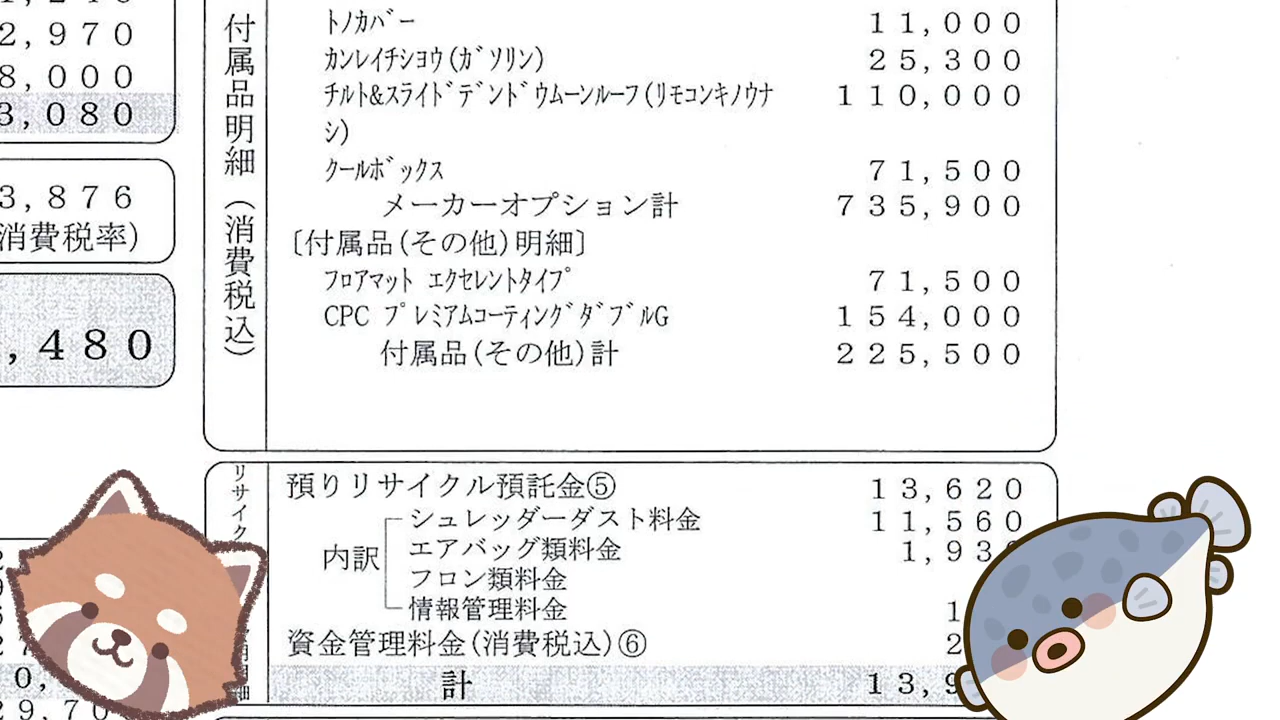 2,970
8,000
3,080
3,876
消費税率)
,480
付属品明細(消費税込)
ﾄﾉｶﾊﾞｰ 11,000
ｶﾝﾚｲﾁｼﾖｳ(ｶﾞｿﾘﾝ) 25,300
ﾁﾙﾄ&ｽﾗｲﾄﾞﾃﾞﾝﾄﾞｳﾑｰﾝﾙｰﾌ(ﾘﾓｺﾝｷﾉｳﾅ 110,000
ｼ)
ｸｰﾙﾎﾞｯｸｽ 71,500
メーカーオプション計 735,900
〔付属品(その他)明細〕
ﾌﾛｱﾏｯﾄ ｴｸｾﾚﾝﾄﾀｲﾌﾟ 71,500
CPC ﾌﾟﾚﾐｱﾑｺｰﾃｨﾝｸﾞﾀﾞﾌﾞﾙG 154,000
付属品(その他)計 225,500
リサイク
預りリサイクル預託金⑤ 13,620
内訳
シュレッダーダスト料金 11,560
エアバッグ類料金 1,93
フロン類料金
情報管理料金 1
資金管理料金(消費税込)⑥ 2
計 13,9
0,
29,70